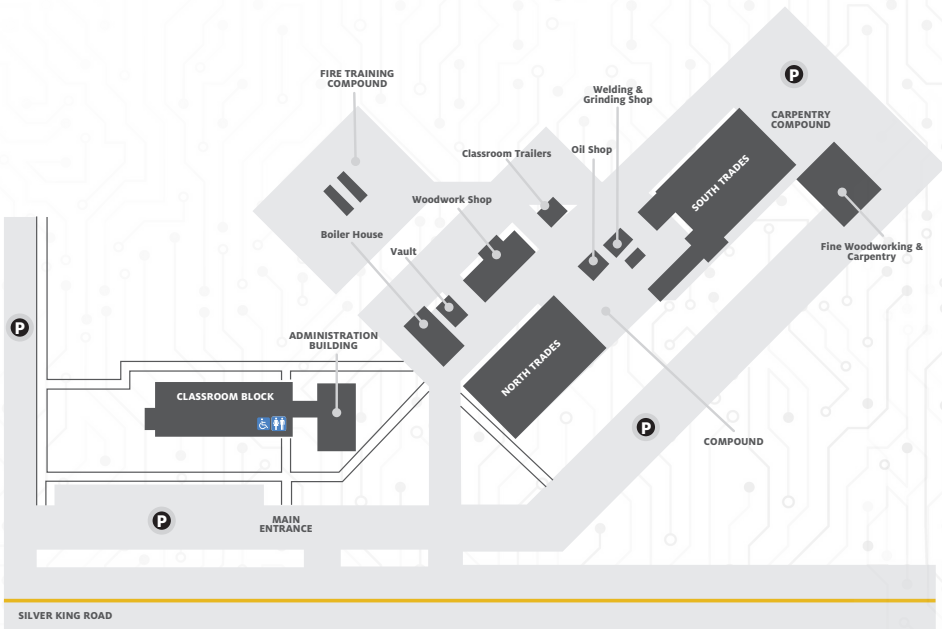 P
FIRE TRAINING
COMPOUND
Welding &
Grinding Shop
CARPENTRY
COMPOUND
Classroom Trailers
Oil Shop
SOUTH TRADES
Woodwork Shop
Boiler House
Vault
Fine Woodworking &
Carpentry
P
ADMINISTRATION
BUILDING
NORTH TRADES
CLASSROOM BLOCK
P
COMPOUND
P
MAIN
ENTRANCE
SILVER KING ROAD